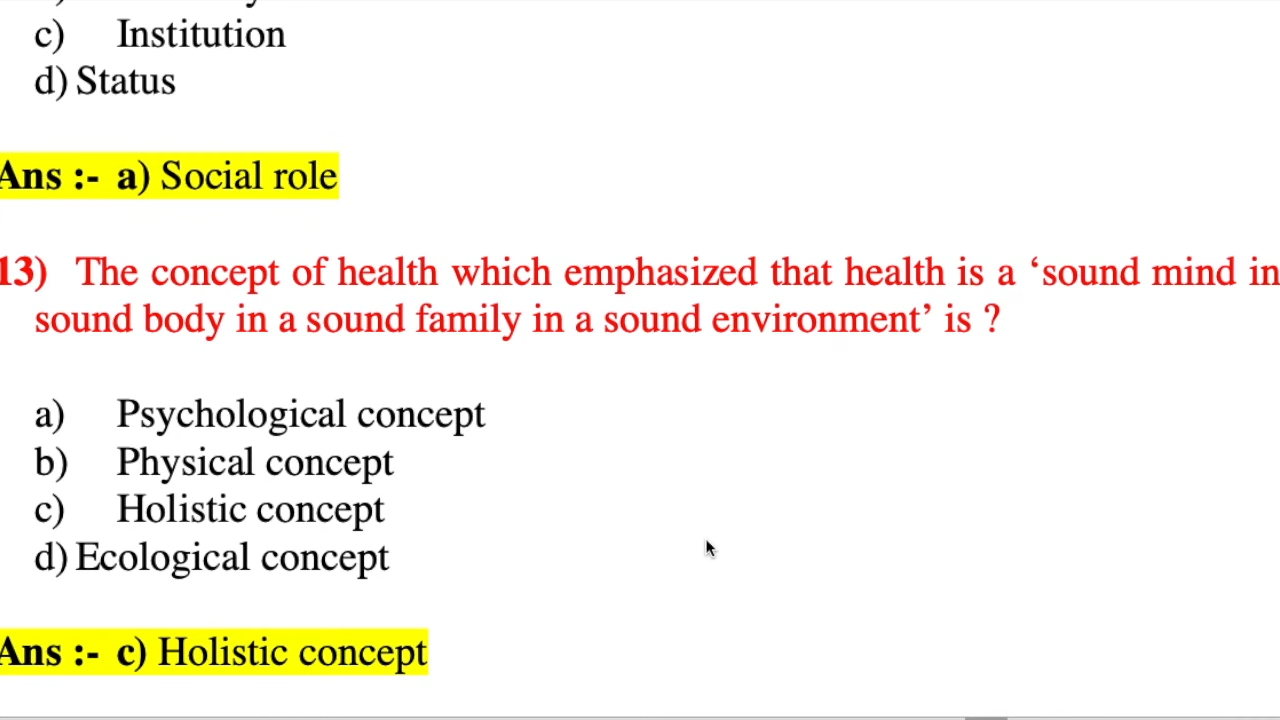 c) Institution
d) Status
Ans :- a) Social role
13) The concept of health which emphasized that health is a ‘sound mind in
sound body in a sound family in a sound environment’ is ?
a) Psychological concept
b) Physical concept
c) Holistic concept
d) Ecological concept
Ans :- c) Holistic concept